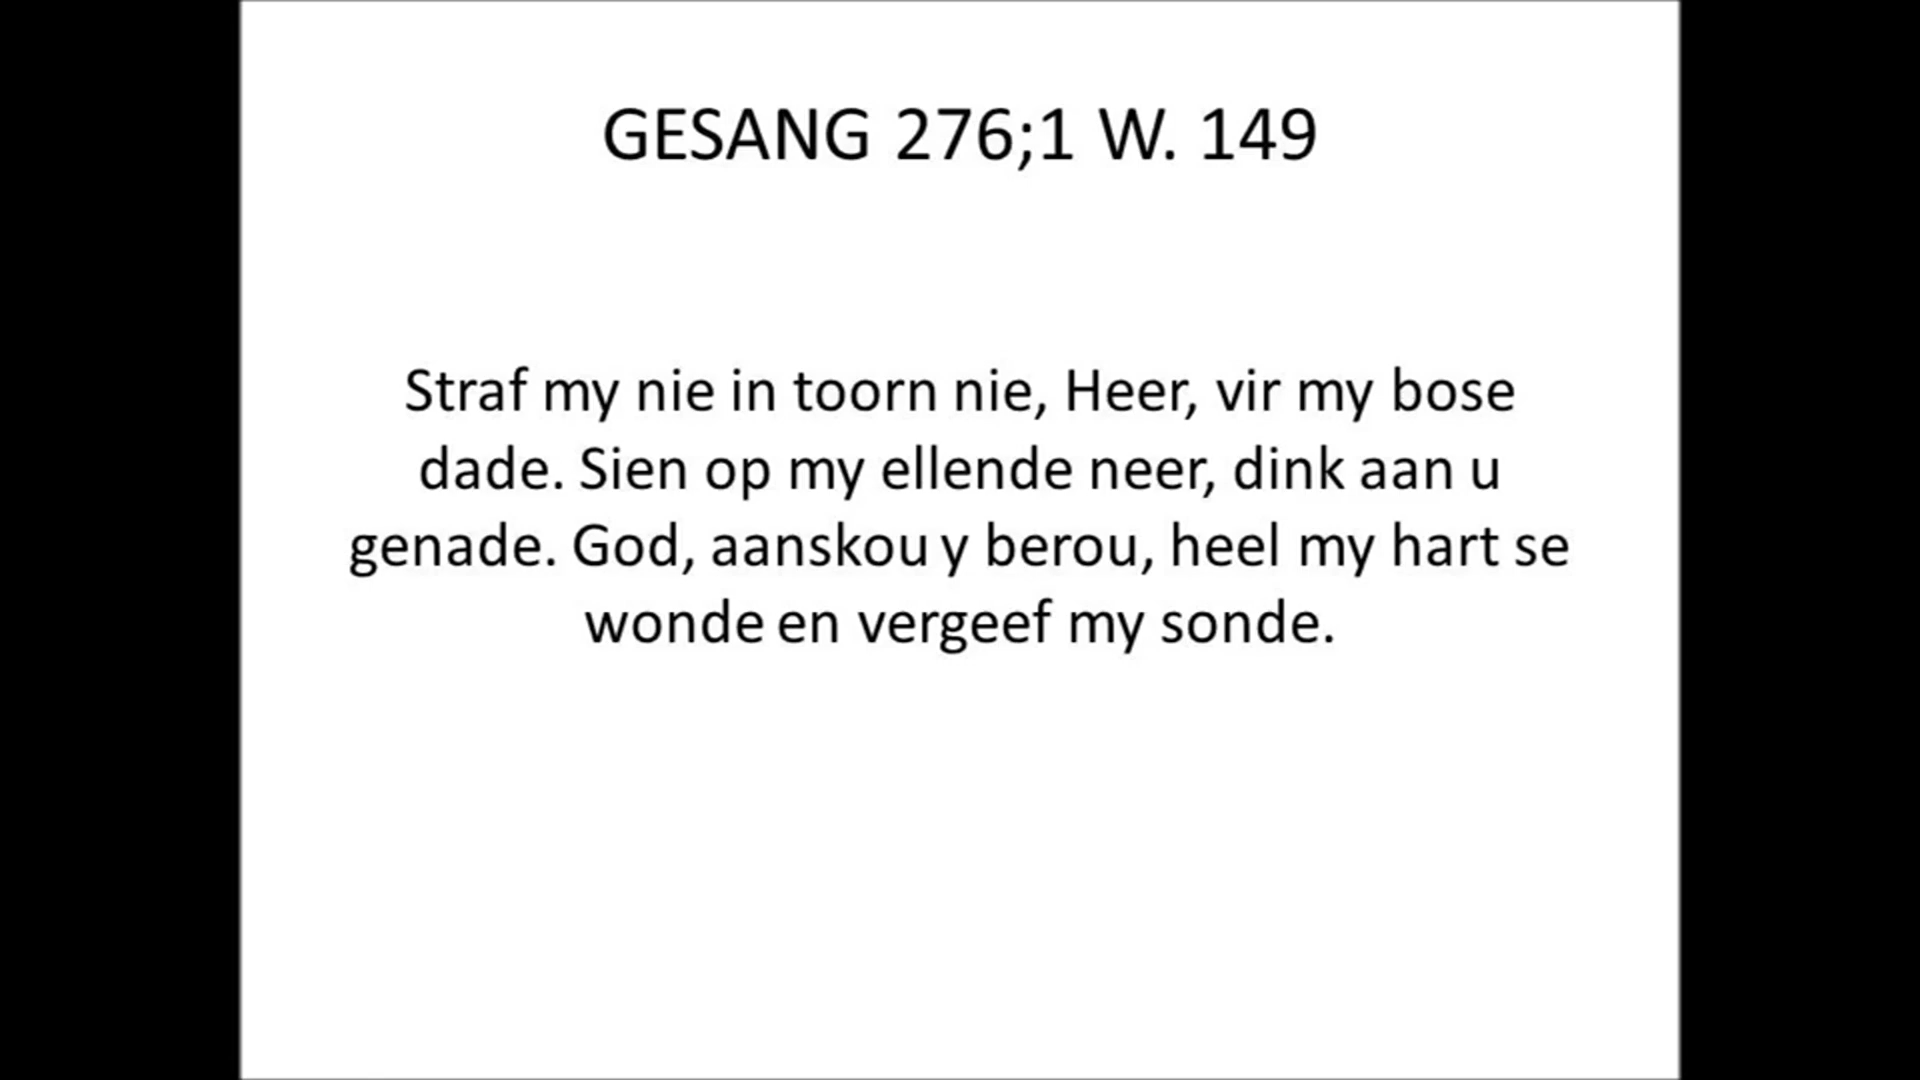 GESANG 276;1 W. 149
Straf my nie in toorn nie, Heer, vir my bose
dade. Sien op my ellende neer, dink aan u
genade. God, aanskou y berou, heel my hart se
wonde en vergeef my sonde.